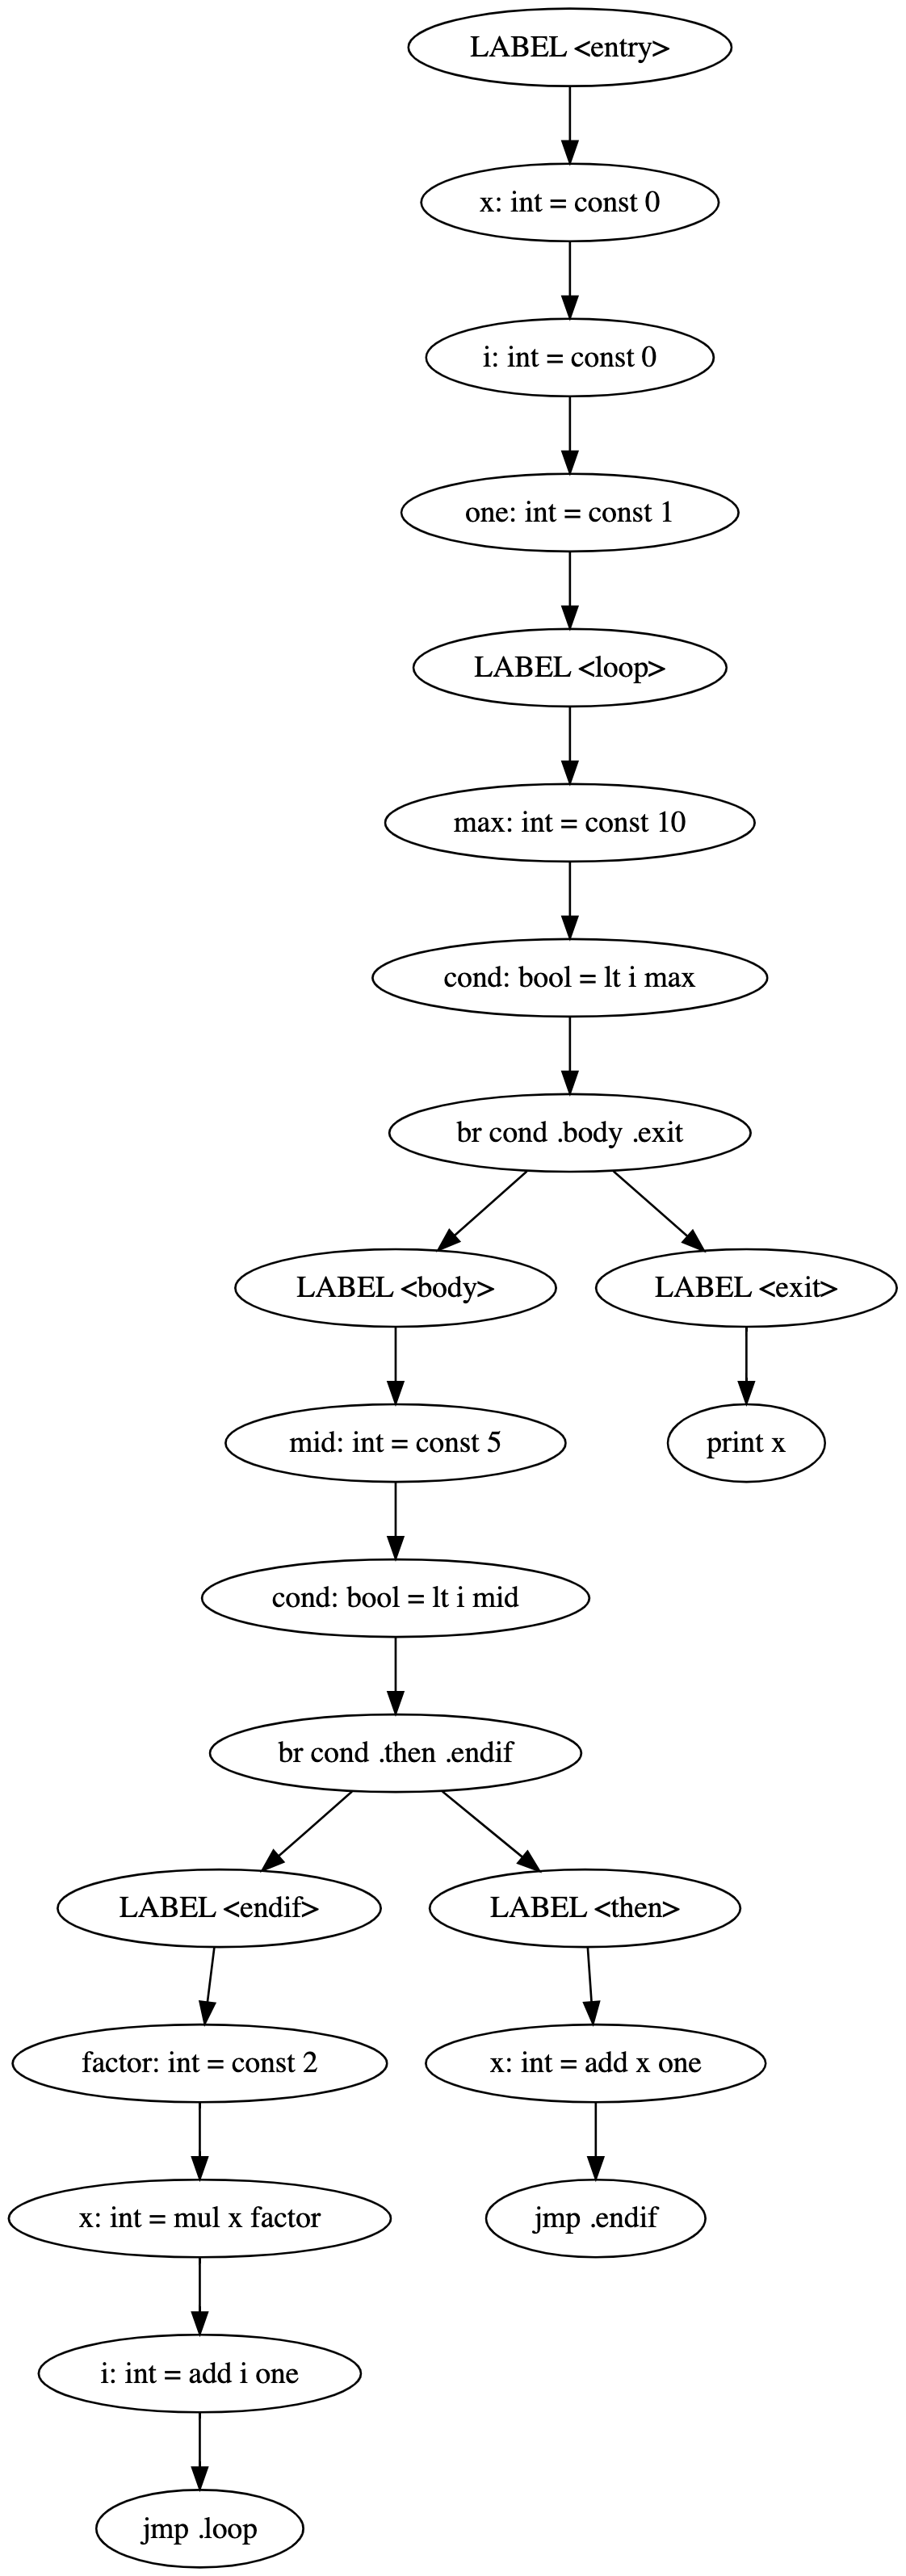 LABEL <entry>
x: int = const 0
i: int = const 0
one: int = const 1
LABEL <loop>
max: int = const 10
cond: bool = lt i max
br cond .body .exit
LABEL <body>
LABEL <exit>
mid: int = const 5
print x
cond: bool = lt i mid
br cond .then .endif
LABEL <endif>
LABEL <then>
factor: int = const 2
x: int = add x one
x: int = mul x factor
jmp .endif
i: int = add i one
jmp .loop